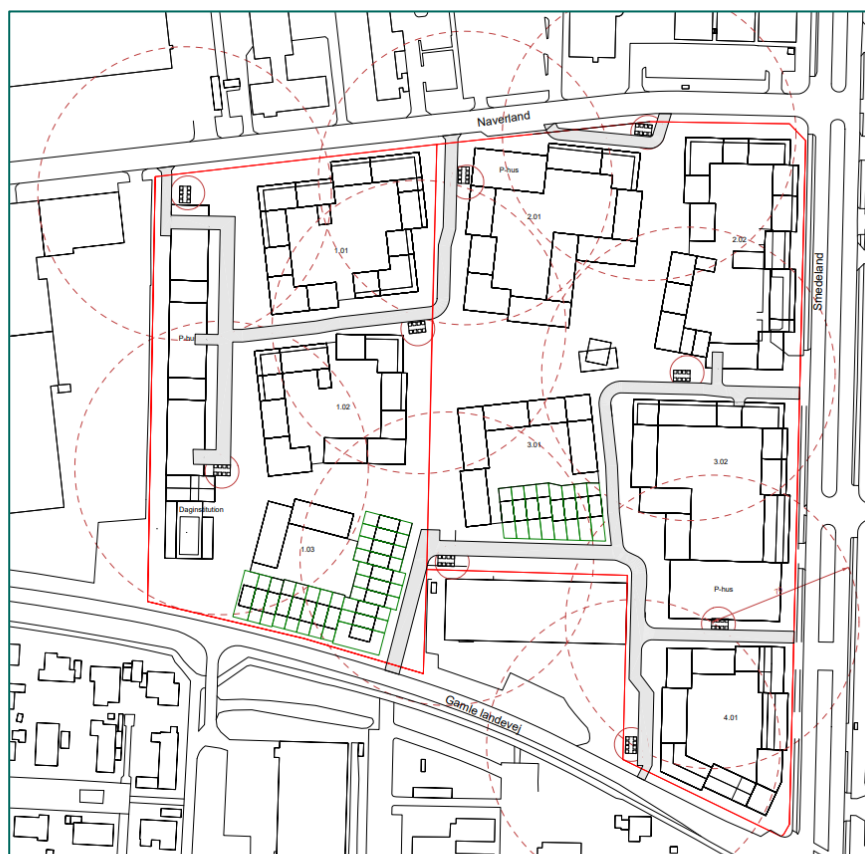 Naverland
P-hus
2.01
1.01
2.02
Smedeland
P-hus
1.02
3.01
3.02
Daginstitution
1.03
P-hus
Gamle landevej
4.01